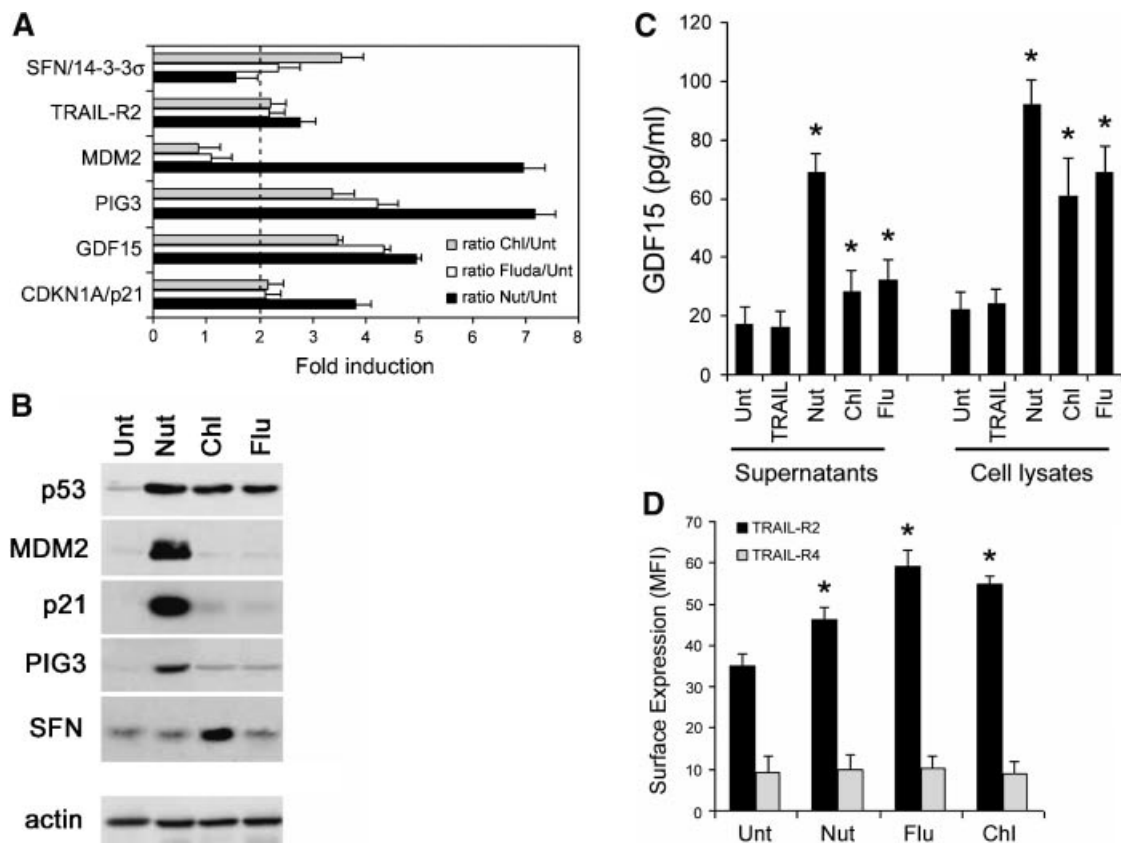 A
SFN/14-3-3σ
TRAIL-R2
MDM2
PIG3
GDF15
CDKN1A/p21
ratio Chl/Unt
ratio Fluda/Unt
ratio Nut/Unt
0 1 2 3 4 5 6 7 8
Fold induction
B
Unt Nut Chl Flu
p53
MDM2
p21
PIG3
SFN
actin
C
GDF15 (pg/ml)
120
100
80
60
40
20
0
* * * * * *
Unt TRAIL Nut Chl Flu Unt TRAIL Nut Chl Flu
Supernatants Cell lysates
D
Surface Expression (MFI)
70
60
50
40
30
20
10
0
TRAIL-R2
TRAIL-R4
* * *
Unt Nut Flu Chl